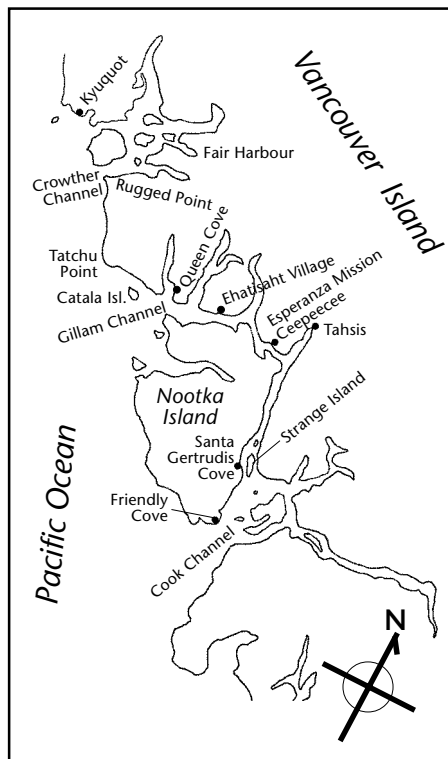 Vancouver Island
Kyuquot
Fair Harbour
Crowther
Channel
Rugged Point
Tatchu
Point
Queen Cove
Catala Isl.
Ehatisaht Village
Gillam Channel
Esperanza Mission
Ceepeecee
Tahsis
Nootka
Island
Strange Island
Santa
Gertrudis
Cove
Pacific Ocean
Friendly
Cove
Cook Channel
N